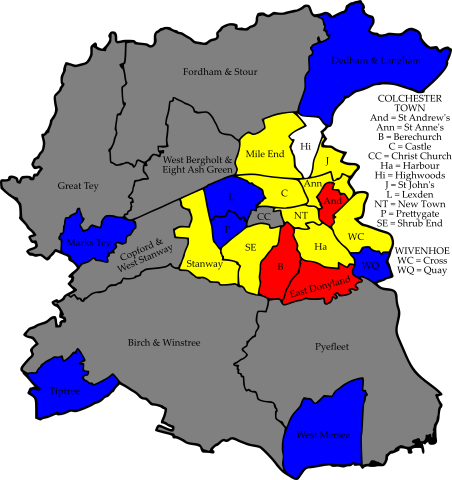 Dedham & Langham
Fordham & Stour
COLCHESTER
TOWN
And = St Andrew's
Ann = St Anne's
B = Berechurch
C = Castle
CC = Christ Church
Ha = Harbour
Hi = Highwoods
J = St John's
L = Lexden
NT = New Town
P = Prettygate
SE = Shrub End
WIVENHOE
WC = Cross
WQ = Quay
Hi
Mile End
J
West Bergholt &
Eight Ash Green
Great Tey
Ann
C
L
And
CC
NT
P
WC
Marks Tey
Copford &
West Stanway
SE
Ha
Stanway
B
WQ
East Donyland
Birch & Winstree
Pyefleet
Tiptree
West Mersea